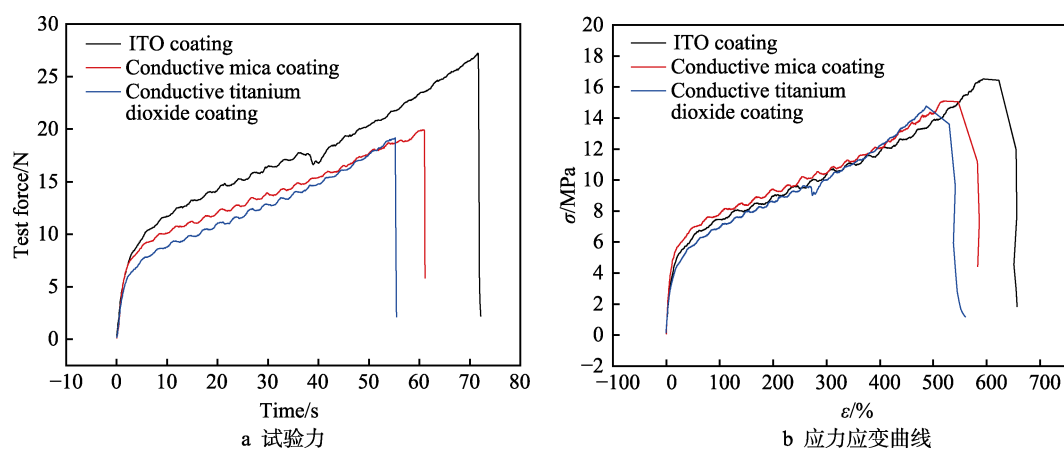 30
25
20
15
10
5
0
Test force/N
ITO coating
Conductive mica coating
Conductive titanium
dioxide coating
−10 0 10 20 30 40 50 60 70 80
Time/s
a 试验力
20
18
16
14
12
10
8
6
4
2
0
−2
σ/MPa
ITO coating
Conductive mica coating
Conductive titanium
dioxide coating
−100 0 100 200 300 400 500 600 700
ε/%
b 应力应变曲线